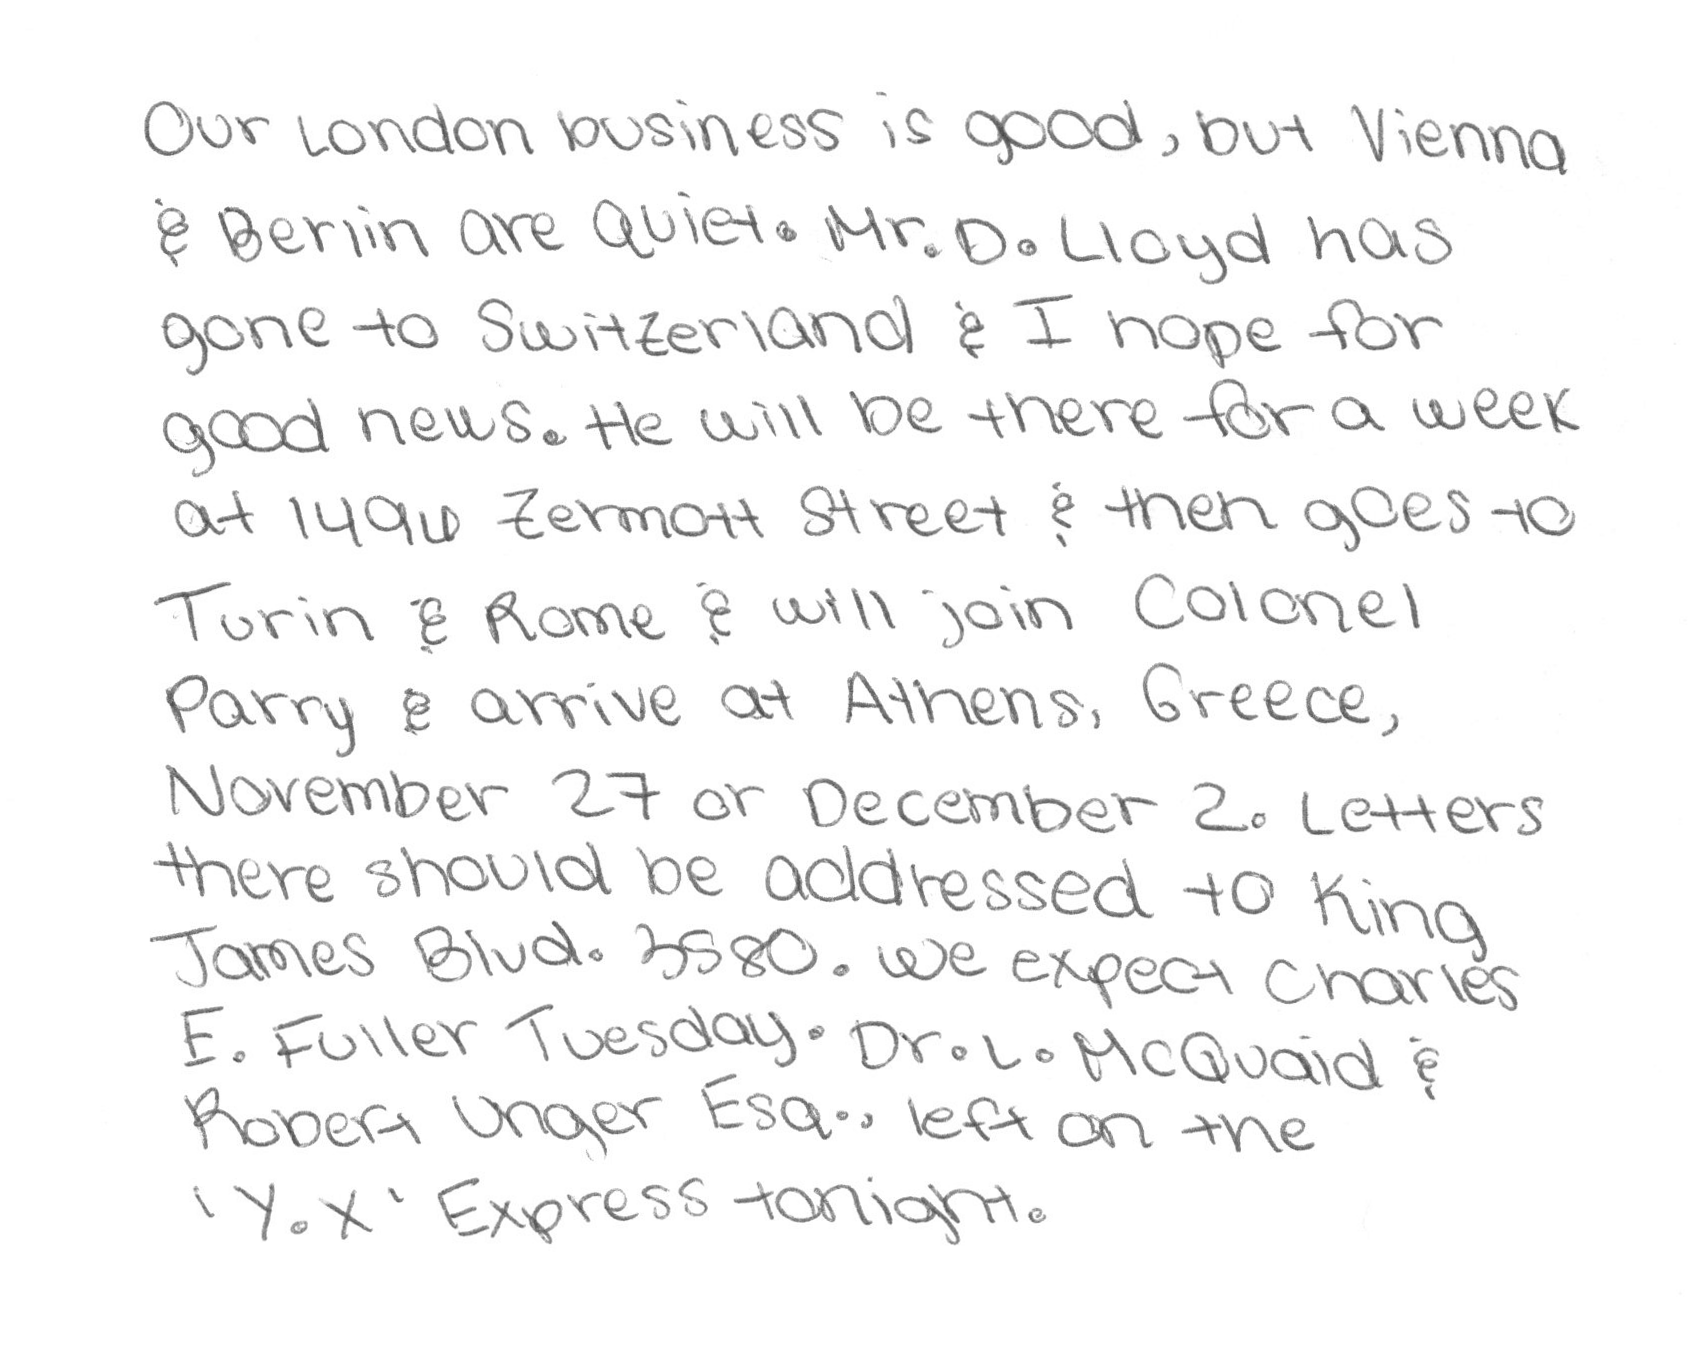 Our London business is good, but Vienna
& Berlin are quiet. Mr. D. Lloyd has
gone to Switzerland & I hope for
good news. He will be there for a week
at 1496 Zermott Street & then goes to
Turin & Rome & will join Colonel
Parry & arrive at Athens, Greece,
November 27 or December 2. Letters
there should be addressed to King
James Blvd. 3580. We expect Charles
E. Fuller Tuesday. Dr. L. McQuaid &
Robert Unger Esq., left on the
'Y.X' Express tonight.